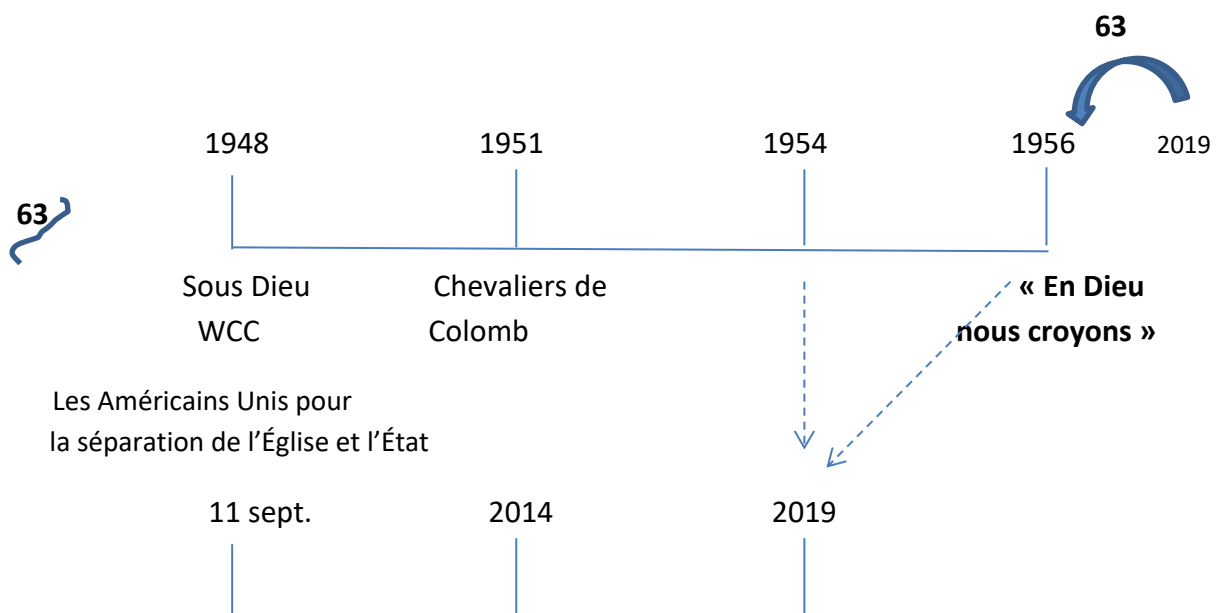 63
1948 1951 1954 1956 2019
63
Sous Dieu Chevaliers de « En Dieu
WCC Colomb nous croyons »
Les Américains Unis pour
la séparation de l’Église et l’État
11 sept. 2014 2019